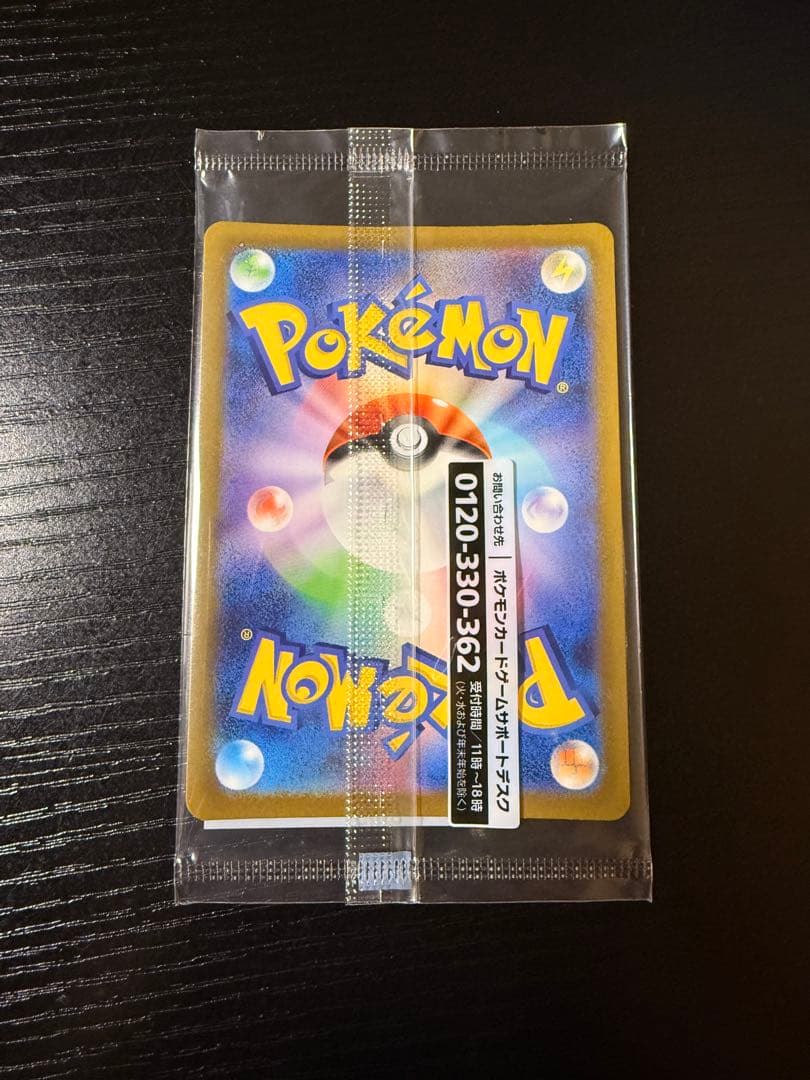 POKéMON
®
お問い合わせ先 | ポケモンカードゲームサポートデスク
0120-330-362 受付時間/11時~18時
(火・水および年末年始を除く)
POKéMON
®